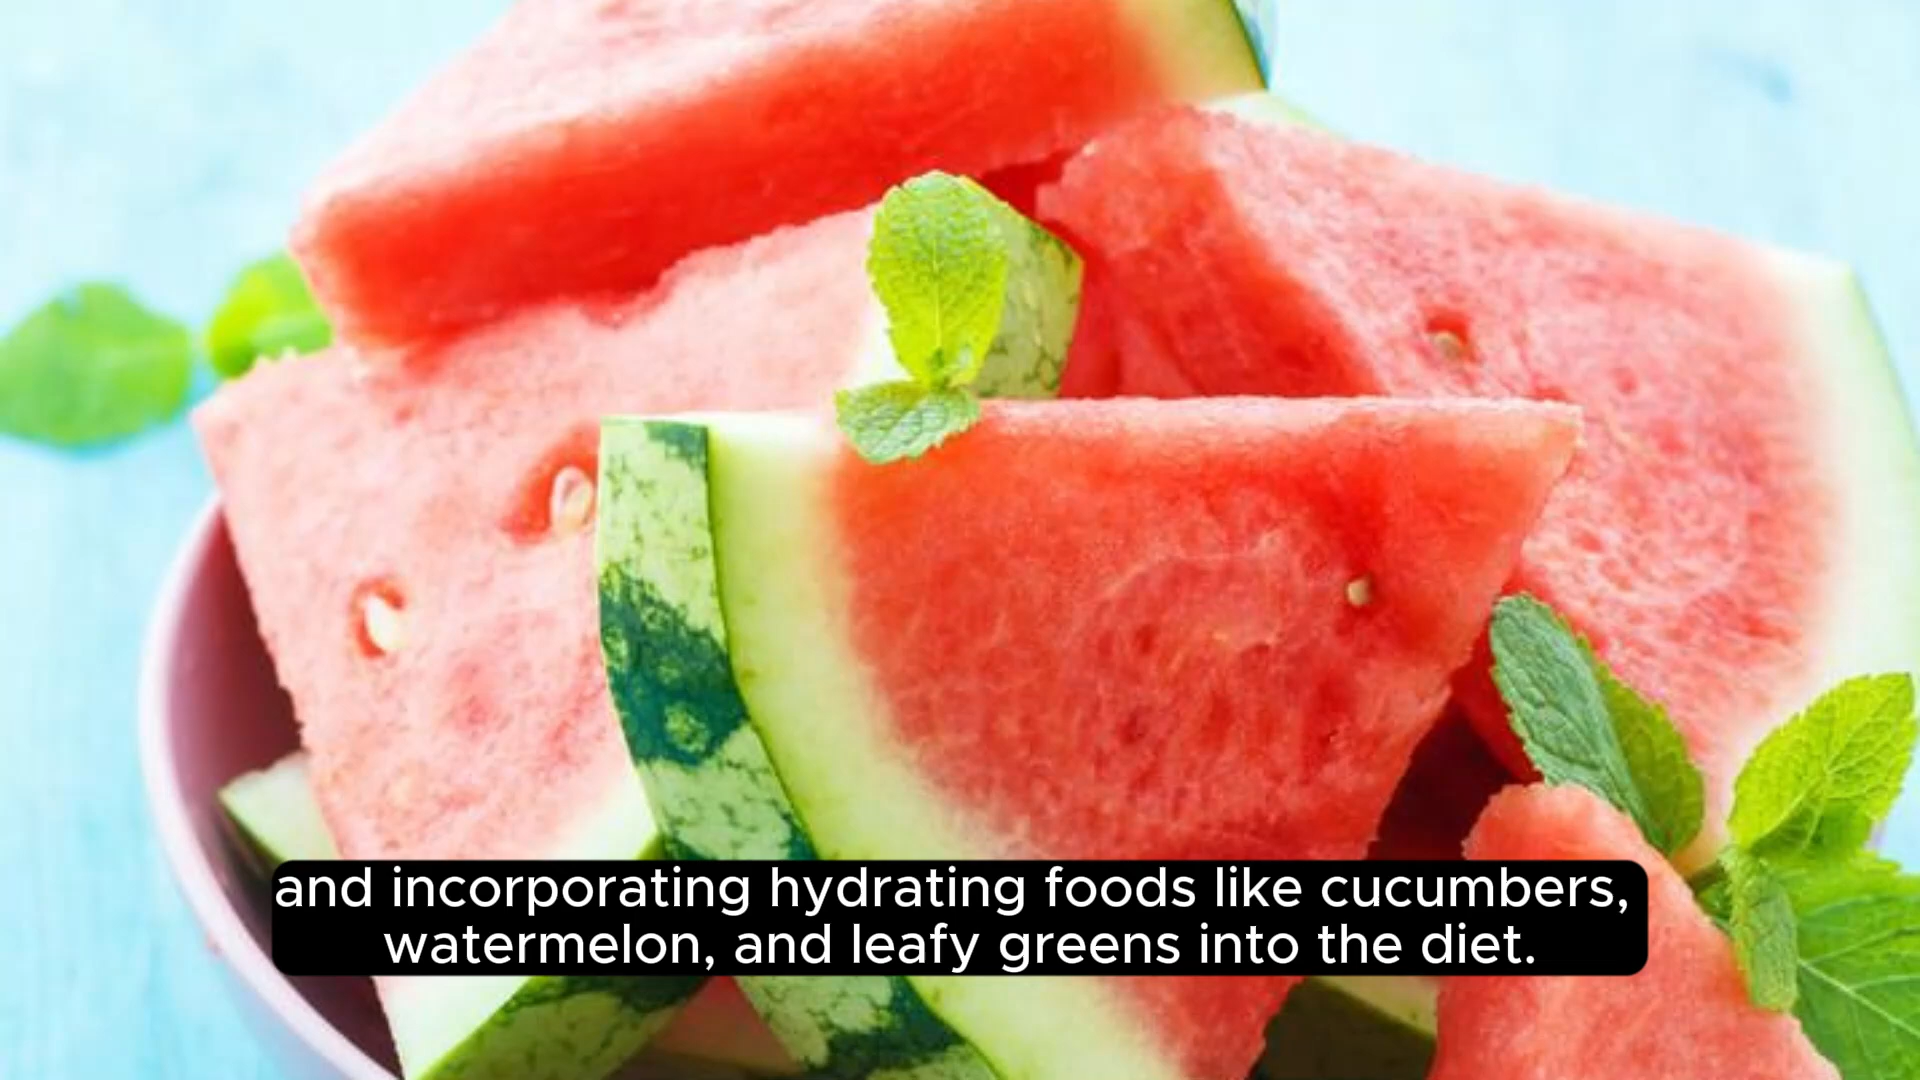 and incorporating hydrating foods like cucumbers,
watermelon, and leafy greens into the diet.